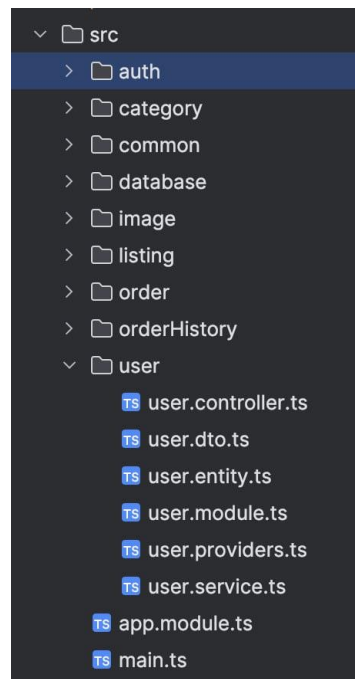 src
auth
category
common
database
image
listing
order
orderHistory
user
TS user.controller.ts
TS user.dto.ts
TS user.entity.ts
TS user.module.ts
TS user.providers.ts
TS user.service.ts
TS app.module.ts
TS main.ts